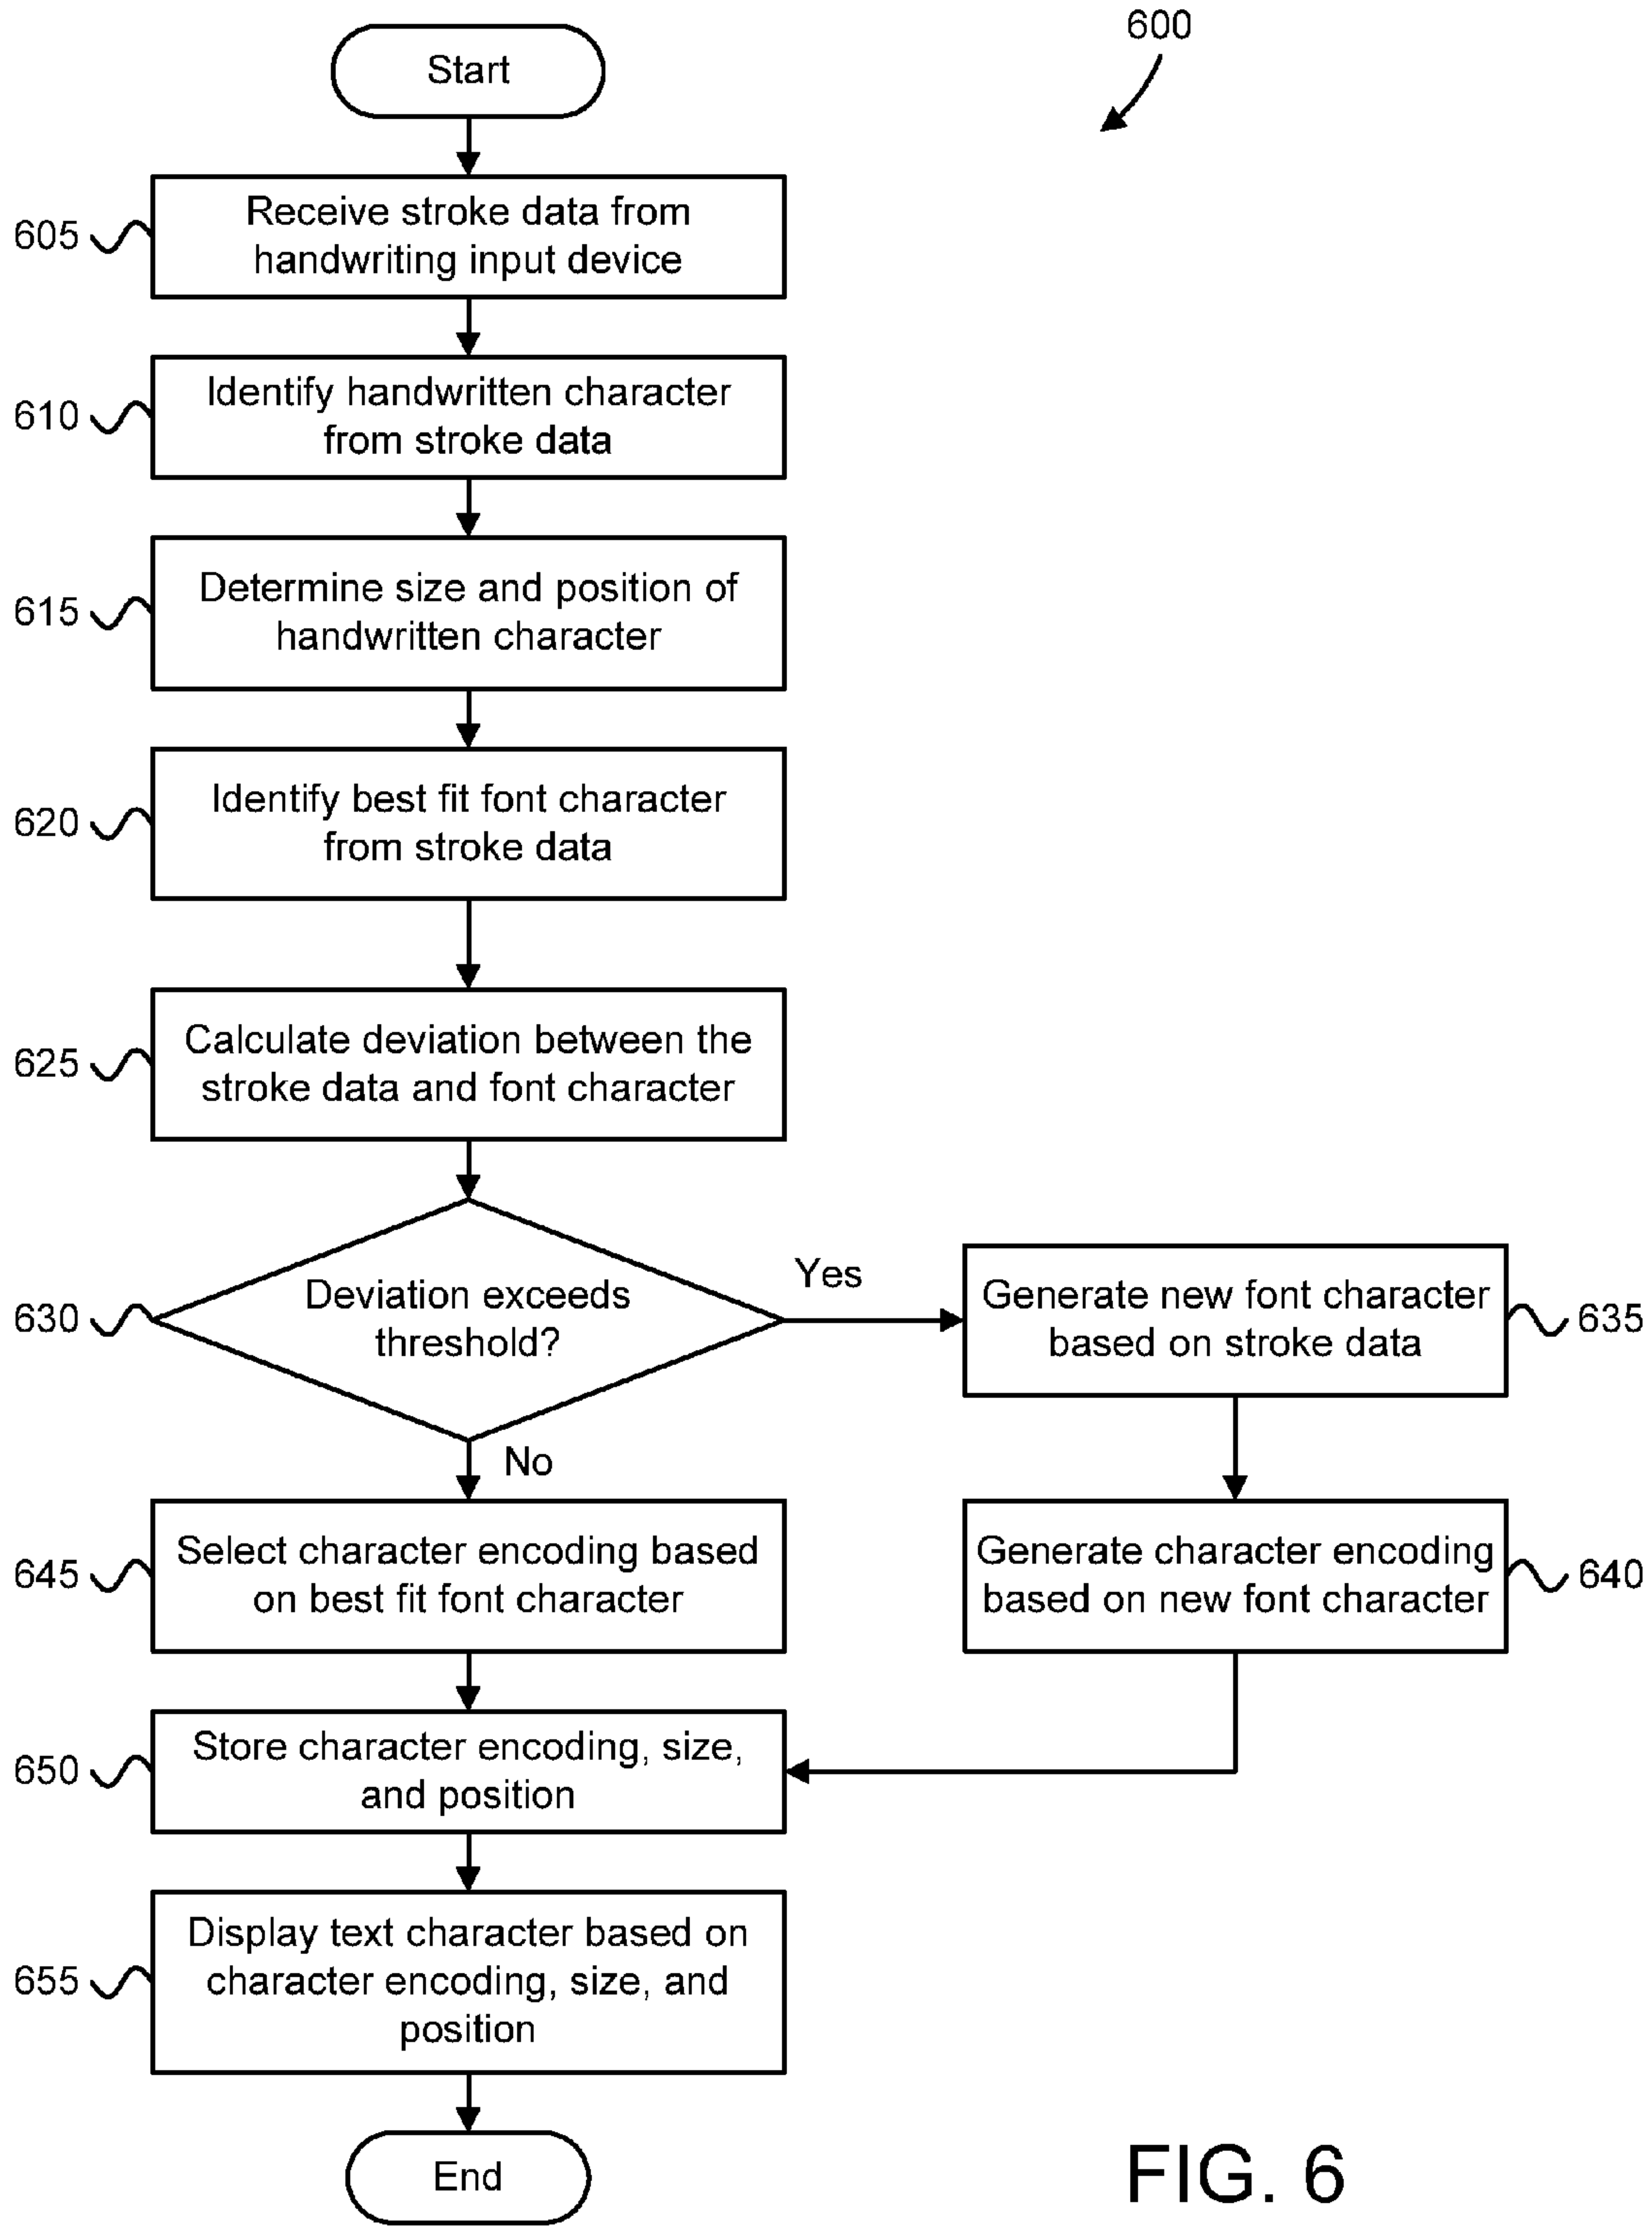 600
Start
605
Receive stroke data from
handwriting input device
610
Identify handwritten character
from stroke data
615
Determine size and position of
handwritten character
620
Identify best fit font character
from stroke data
625
Calculate deviation between the
stroke data and font character
630
Deviation exceeds
threshold?
Yes
Generate new font character
based on stroke data
635
No
645
Select character encoding based
on best fit font character
Generate character encoding
based on new font character
640
650
Store character encoding, size,
and position
655
Display text character based on
character encoding, size, and
position
End
FIG. 6